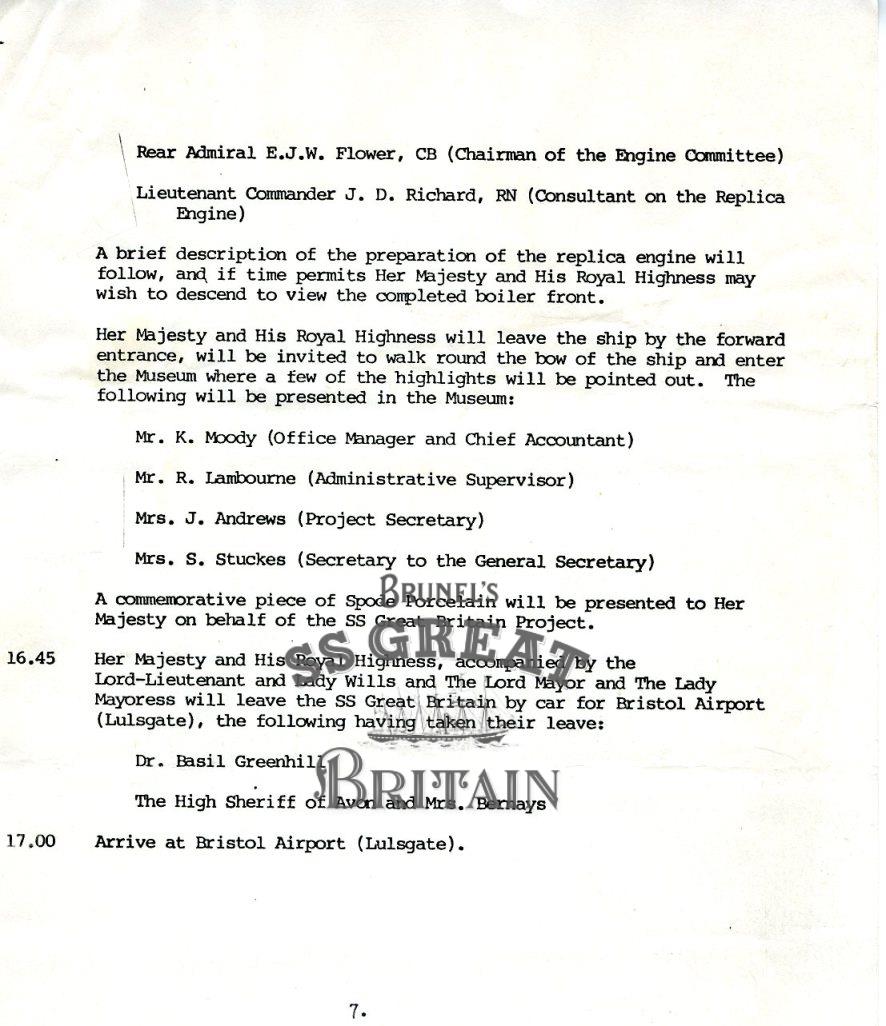 Rear Admiral E.J.W. Flower, CB (Chairman of the Engine Committee)
Lieutenant Commander J. D. Richard, RN (Consultant on the Replica
Engine)
A brief description of the preparation of the replica engine will
follow, and if time permits Her Majesty and His Royal Highness may
wish to descend to view the completed boiler front.
Her Majesty and His Royal Highness will leave the ship by the forward
entrance, will be invited to walk round the bow of the ship and enter
the Museum where a few of the highlights will be pointed out. The
following will be presented in the Museum:
Mr. K. Moody (Office Manager and Chief Accountant)
Mr. R. Lambourne (Administrative Supervisor)
Mrs. J. Andrews (Project Secretary)
Mrs. S. Stuckes (Secretary to the General Secretary)
A commemorative piece of Spode Porcelain will be presented to Her
Majesty on behalf of the SS Great Britain Project.
16.45 Her Majesty and His Royal Highness, accompanied by the
Lord-Lieutenant and Lady Wills and The Lord Mayor and The Lady
Mayoress will leave the SS Great Britain by car for Bristol Airport
(Lulsgate), the following having taken their leave:
Dr. Basil Greenhill
The High Sheriff of Avon and Mrs. Bernays
17.00 Arrive at Bristol Airport (Lulsgate).
7.
BRUNEL'S
SS GREAT
BRITAIN